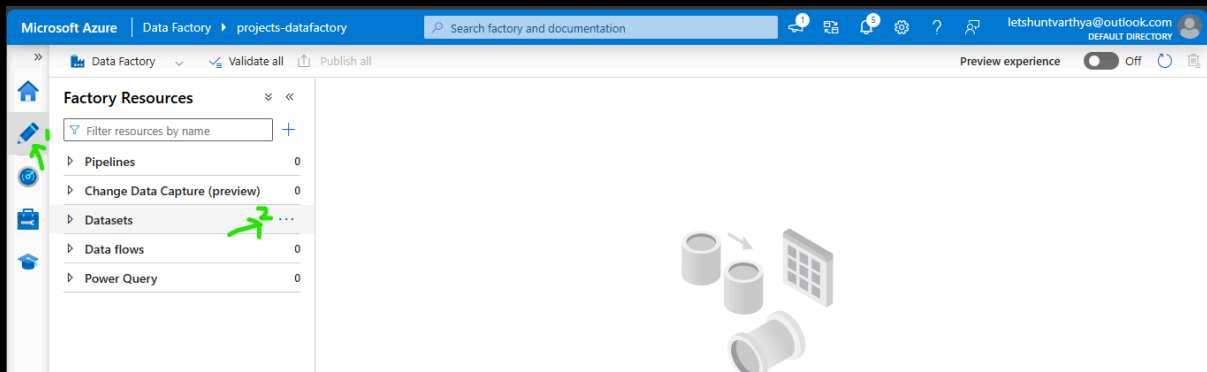 Microsoft Azure | Data Factory ▸ projects-datafactory Search factory and documentation 1 5 ? letshuntvarthya@outlook.com
DEFAULT DIRECTORY
» Data Factory Validate all Publish all Preview experience Off
Factory Resources
Filter resources by name +
Pipelines 0
Change Data Capture (preview) 0
Datasets 2 ...
Data flows 0
Power Query 0